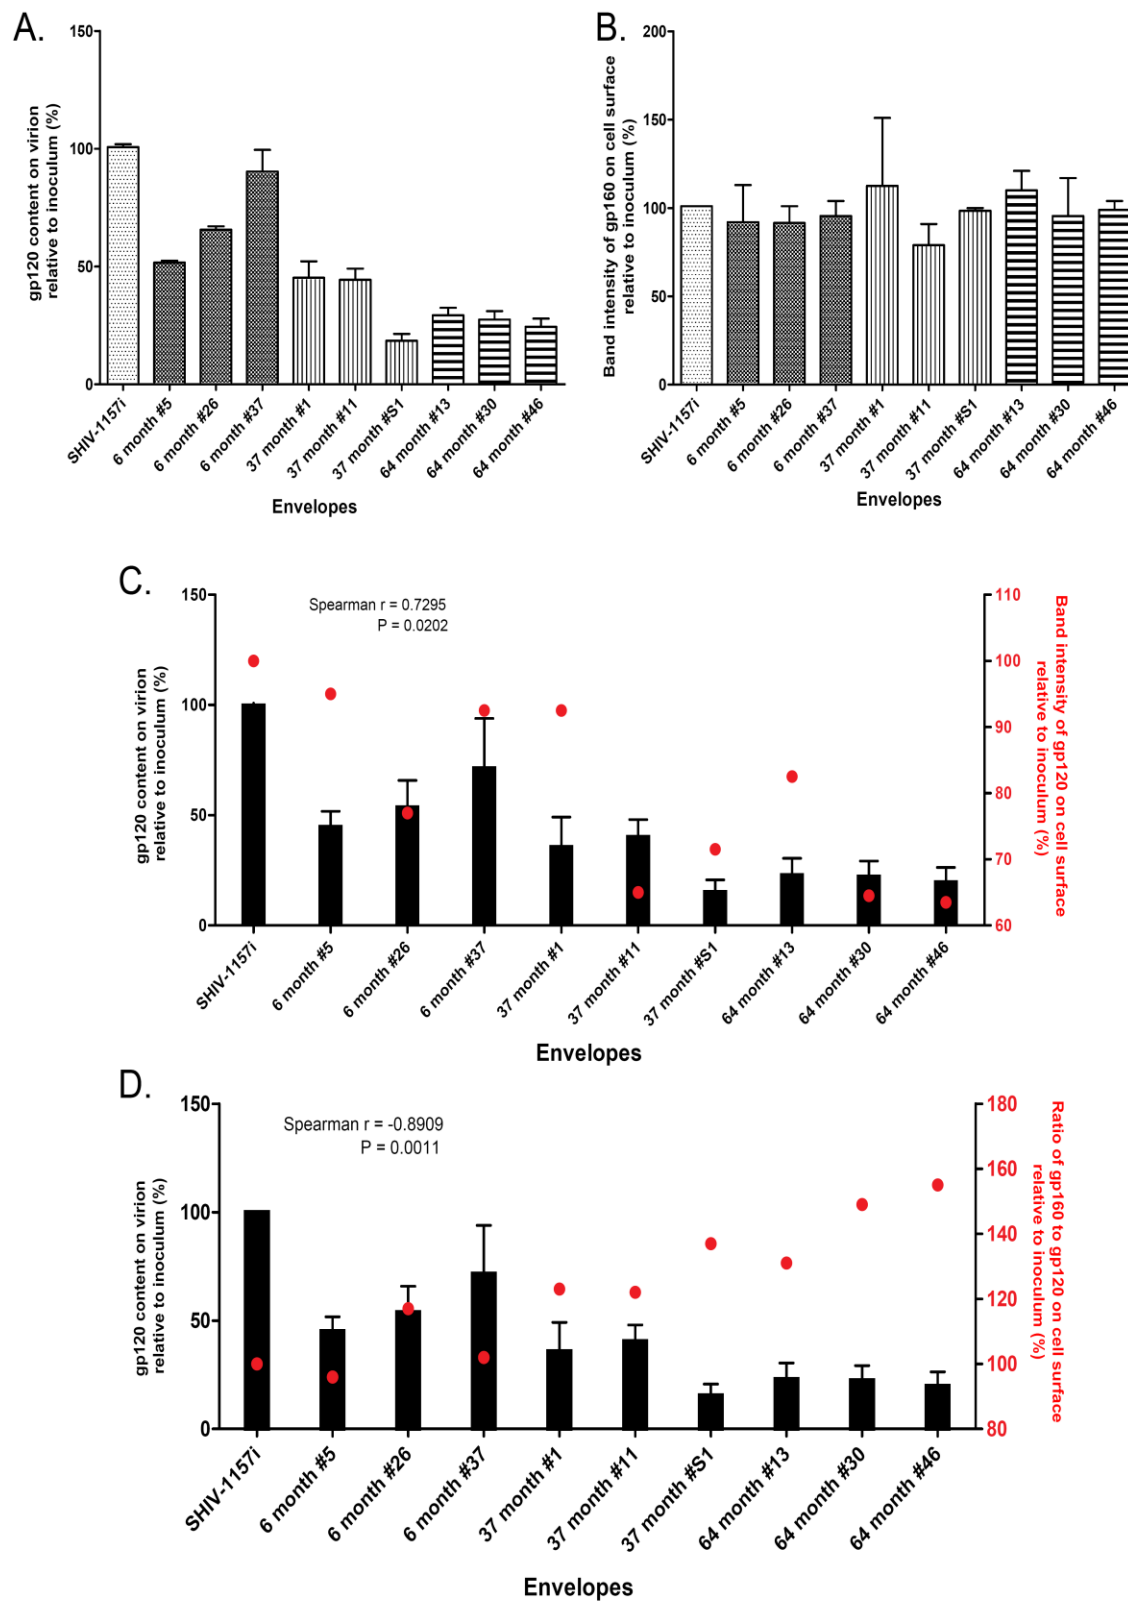 A.
gp120 content on virion
relative to inoculum (%)
150
100
50
0
SHIV-1157i
6 month #5
6 month #26
6 month #37
37 month #1
37 month #11
37 month #S1
64 month #13
64 month #30
64 month #46
Envelopes
B.
Band intensity of gp160 on cell surface
relative to inoculum (%)
200
150
100
50
0
SHIV-1157i
6 month #5
6 month #26
6 month #37
37 month #1
37 month #11
37 month #S1
64 month #13
64 month #30
64 month #46
Envelopes
C.
Spearman r = 0.7295
P = 0.0202
gp120 content on virion
relative to inoculum (%)
150
100
50
0
110
100
90
80
70
60
Band intensity of gp120 on cell surface
relative to inoculum (%)
SHIV-1157i
6 month #5
6 month #26
6 month #37
37 month #1
37 month #11
37 month #S1
64 month #13
64 month #30
64 month #46
Envelopes
D.
Spearman r = -0.8909
P = 0.0011
gp120 content on virion
relative to inoculum (%)
150
100
50
0
180
160
140
120
100
80
Ratio of gp160 to gp120 on cell surface
relative to inoculum (%)
SHIV-1157i
6 month #5
6 month #26
6 month #37
37 month #1
37 month #11
37 month #S1
64 month #13
64 month #30
64 month #46
Envelopes